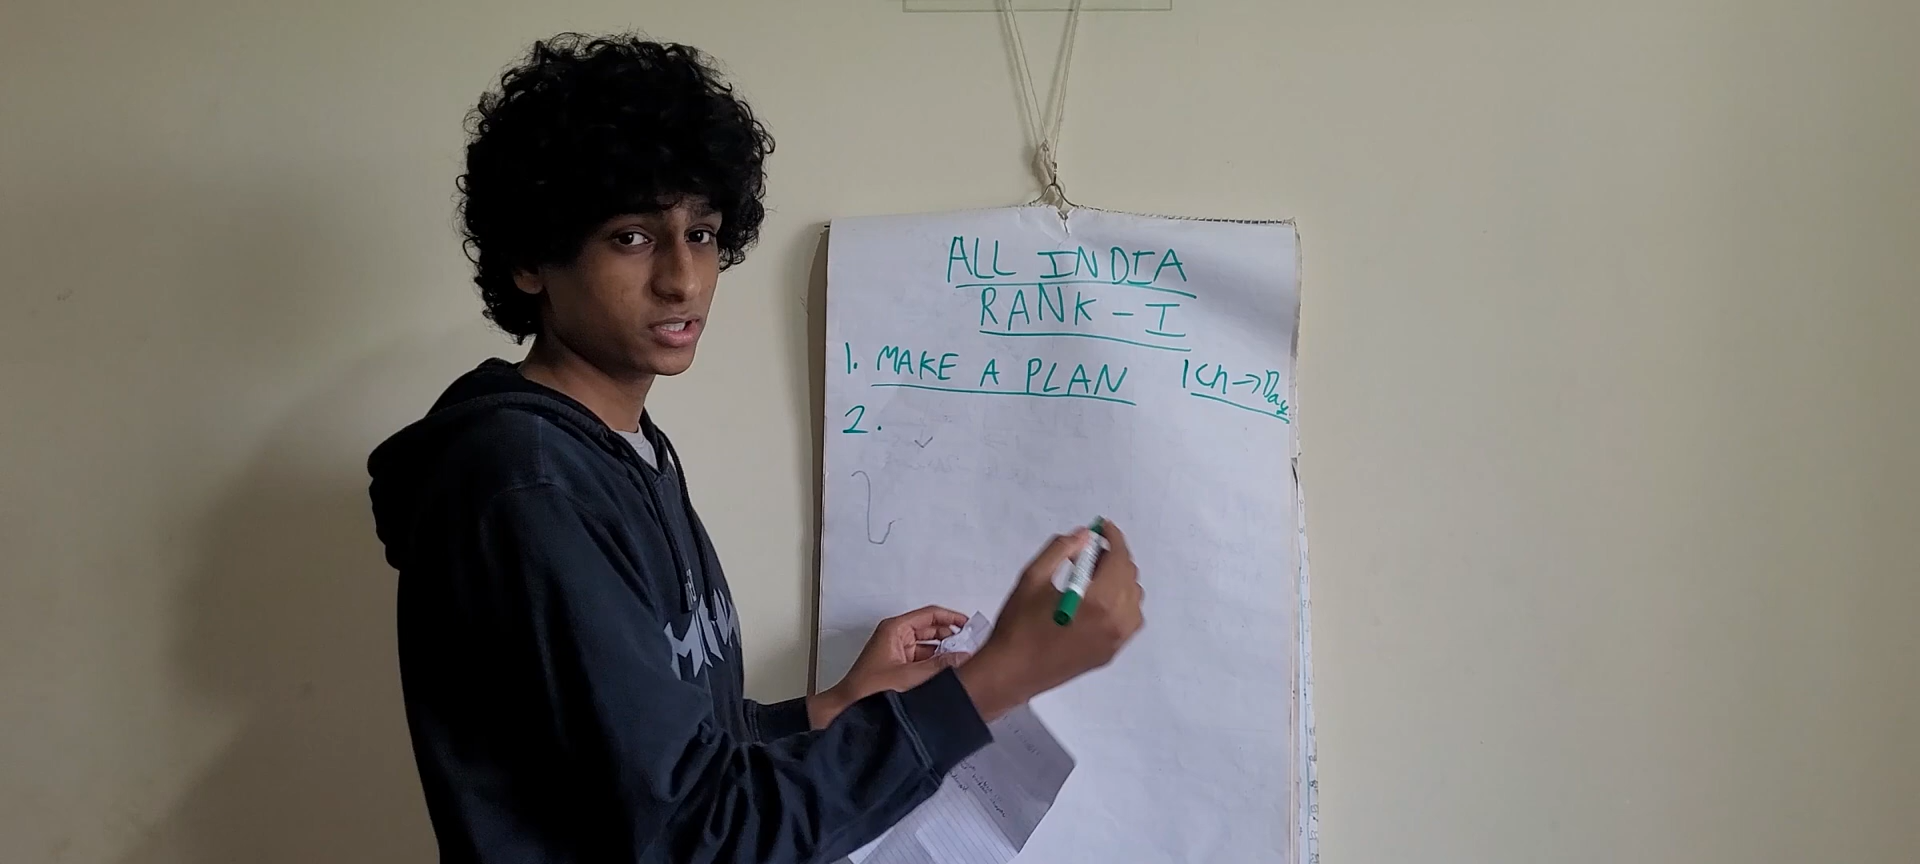 ALL INDIA
RANK - I
1. MAKE A PLAN 1 Ch → Day
2.